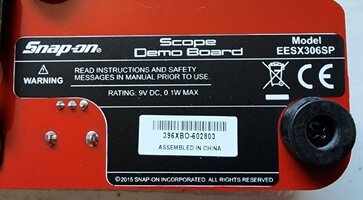 Snap-on
Scope
Demo Board
Model
EESX306SP
WARNING
READ INSTRUCTIONS AND SAFETY
MESSAGES IN MANUAL PRIOR TO USE.
RATING: 9V DC, 0.1W MAX
CE
396XBO-602803
ASSEMBLED IN CHINA
©2015 SNAP-ON INCORPORATED. ALL RIGHTS RESERVED